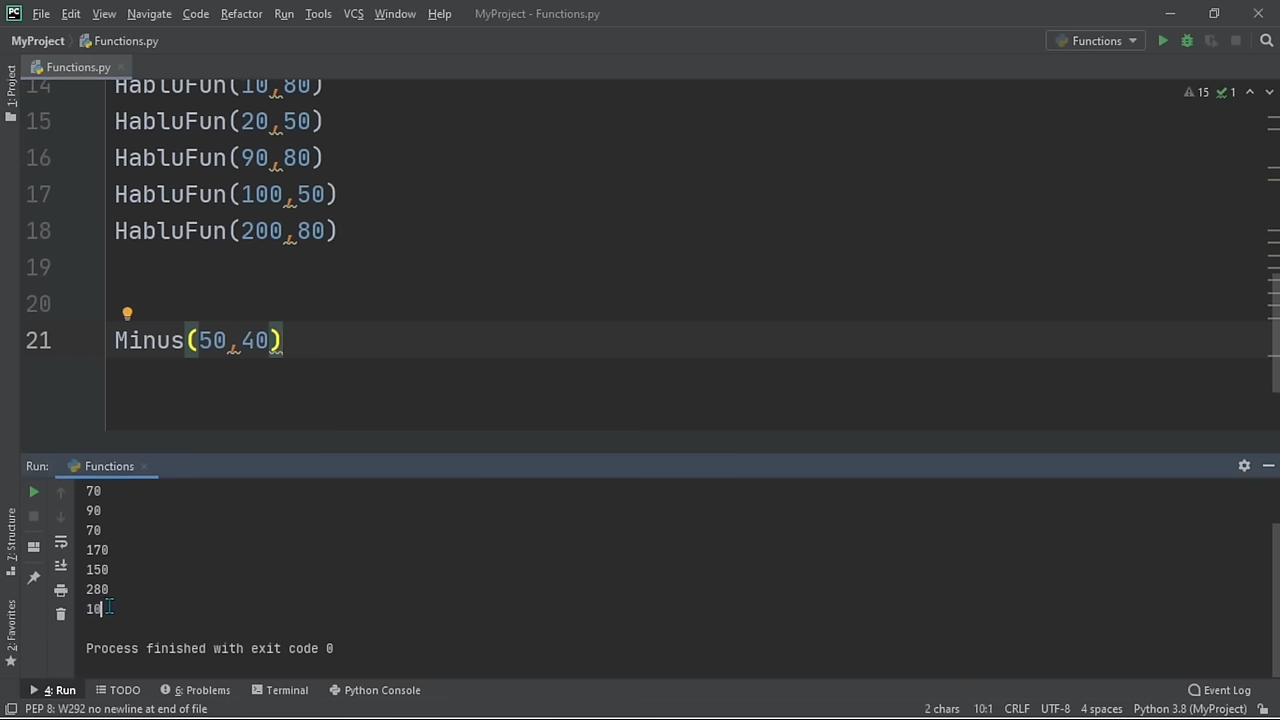 File Edit View Navigate Code Refactor Run Tools VCS Window Help MyProject - Functions.py
MyProject Functions.py Functions
Functions.py
15 1
1: Project
14 HabluFun(10,80)
15 HabluFun(20,50)
16 HabluFun(90,80)
17 HabluFun(100,50)
18 HabluFun(200,80)
19
20
21 Minus(50,40)
Run: Functions
70
90
70
170
150
280
10
Process finished with exit code 0
7: Structure
2: Favorites
4: Run TODO 6: Problems Terminal Python Console Event Log
PEP 8: W292 no newline at end of file 2 chars 10:1 CRLF UTF-8 4 spaces Python 3.8 (MyProject)